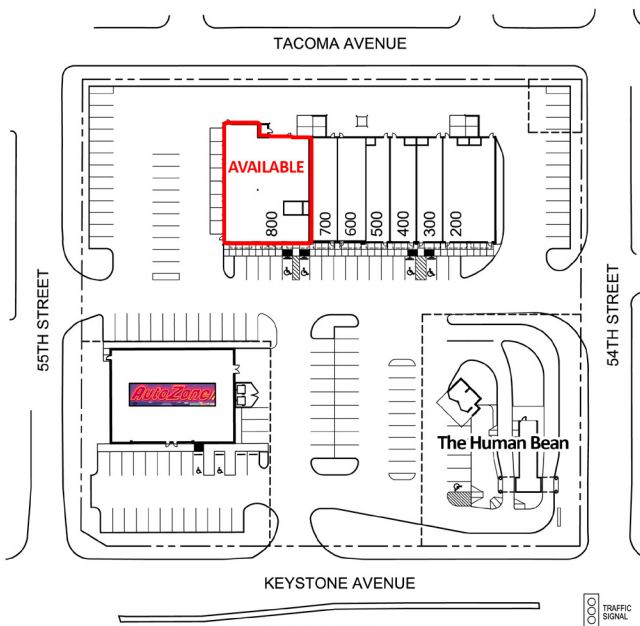 TACOMA AVENUE
AVAILABLE
800
700
600
500
400
300
200
55TH STREET
54TH STREET
AutoZone
The Human Bean
KEYSTONE AVENUE
TRAFFIC
SIGNAL